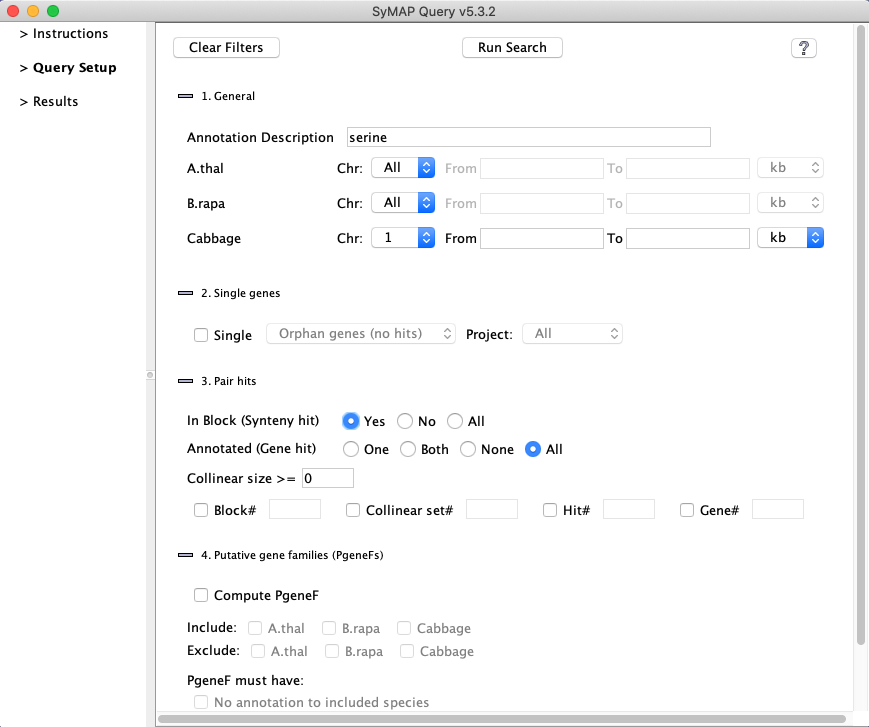 SyMAP Query v5.3.2
> Instructions
> Query Setup
> Results
Clear Filters Run Search ?
1. General
Annotation Description serine
A.thal Chr: All From To kb
B.rapa Chr: All From To kb
Cabbage Chr: 1 From To kb
2. Single genes
Single Orphan genes (no hits) Project: All
3. Pair hits
In Block (Synteny hit) Yes No All
Annotated (Gene hit) One Both None All
Collinear size >= 0
Block# Collinear set# Hit# Gene#
4. Putative gene families (PgeneFs)
Compute PgeneF
Include: A.thal B.rapa Cabbage
Exclude: A.thal B.rapa Cabbage
PgeneF must have:
No annotation to included species